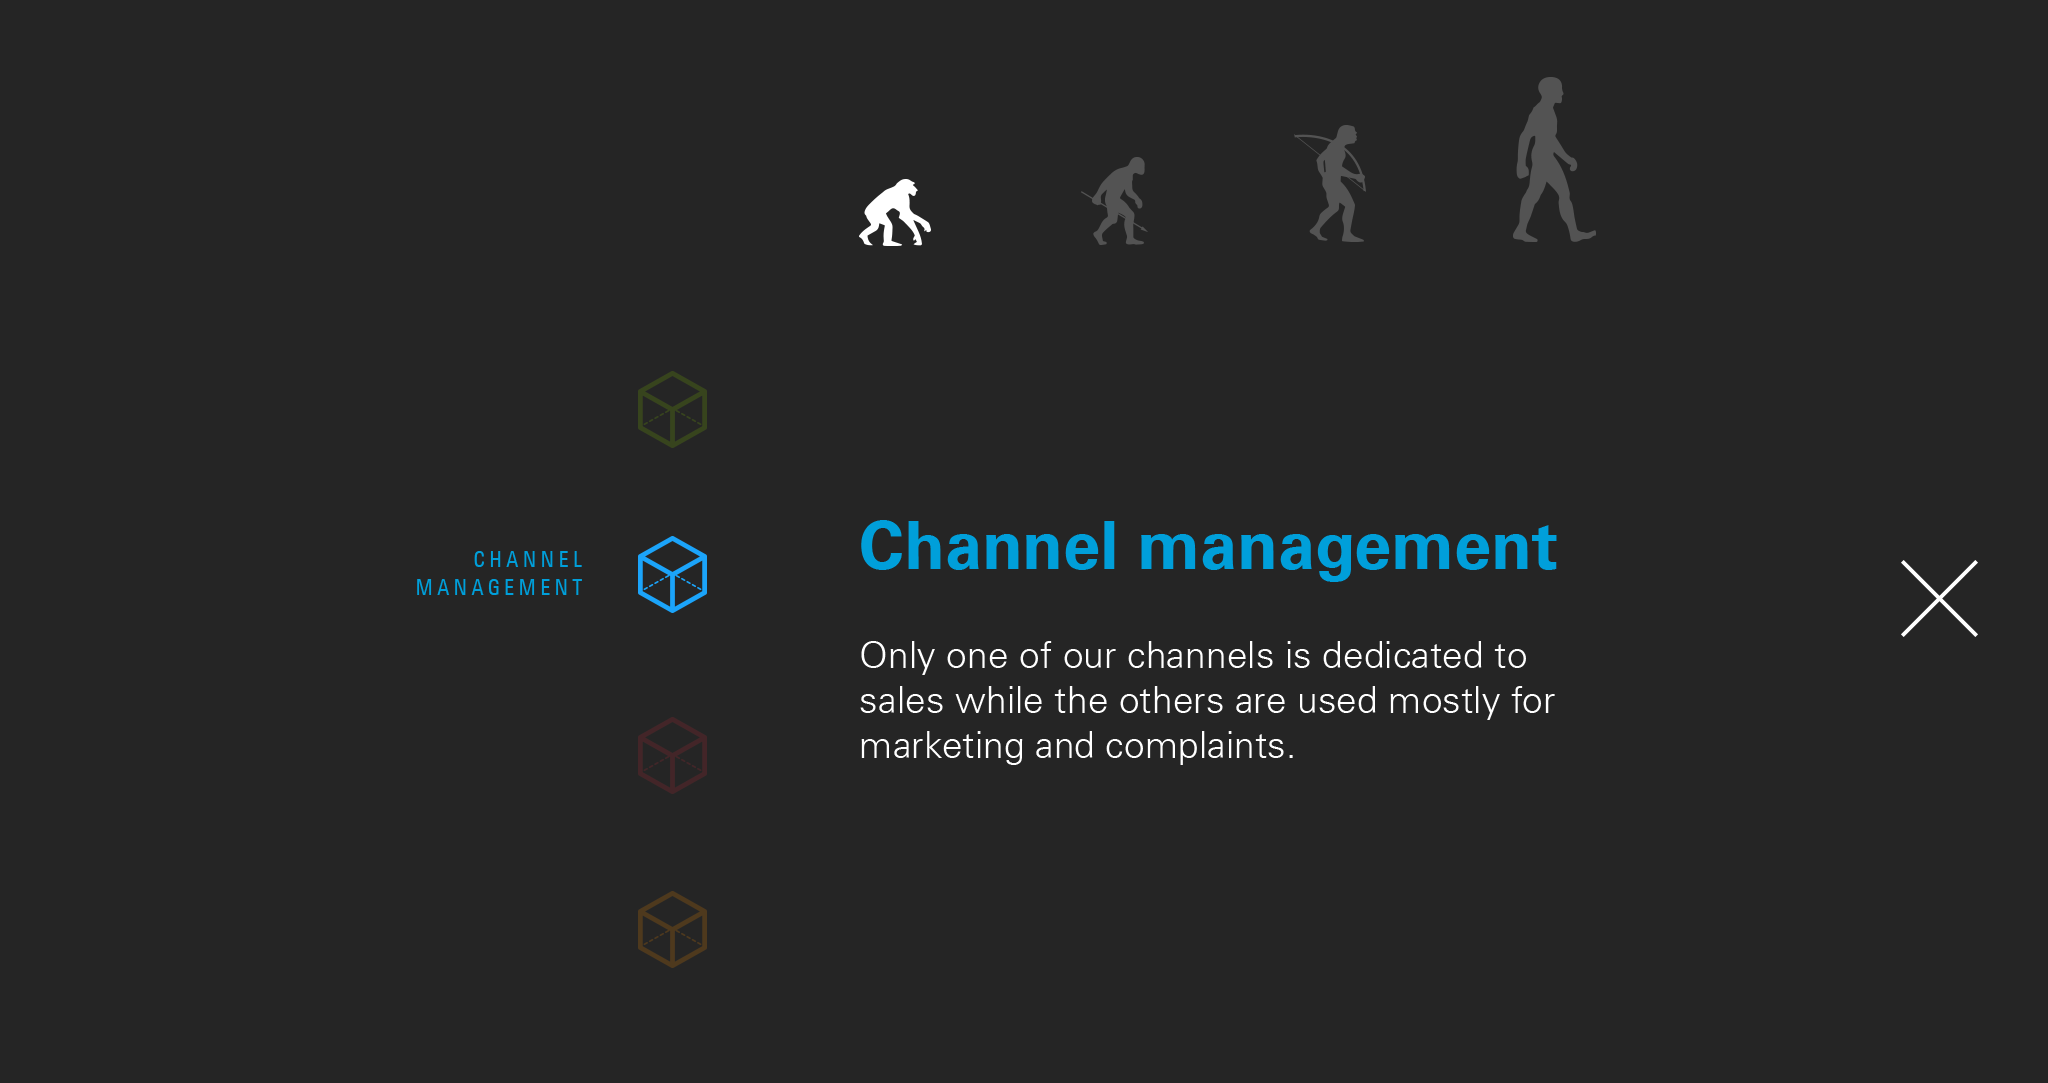 CHANNEL
MANAGEMENT
Channel management
Only one of our channels is dedicated to
sales while the others are used mostly for
marketing and complaints.